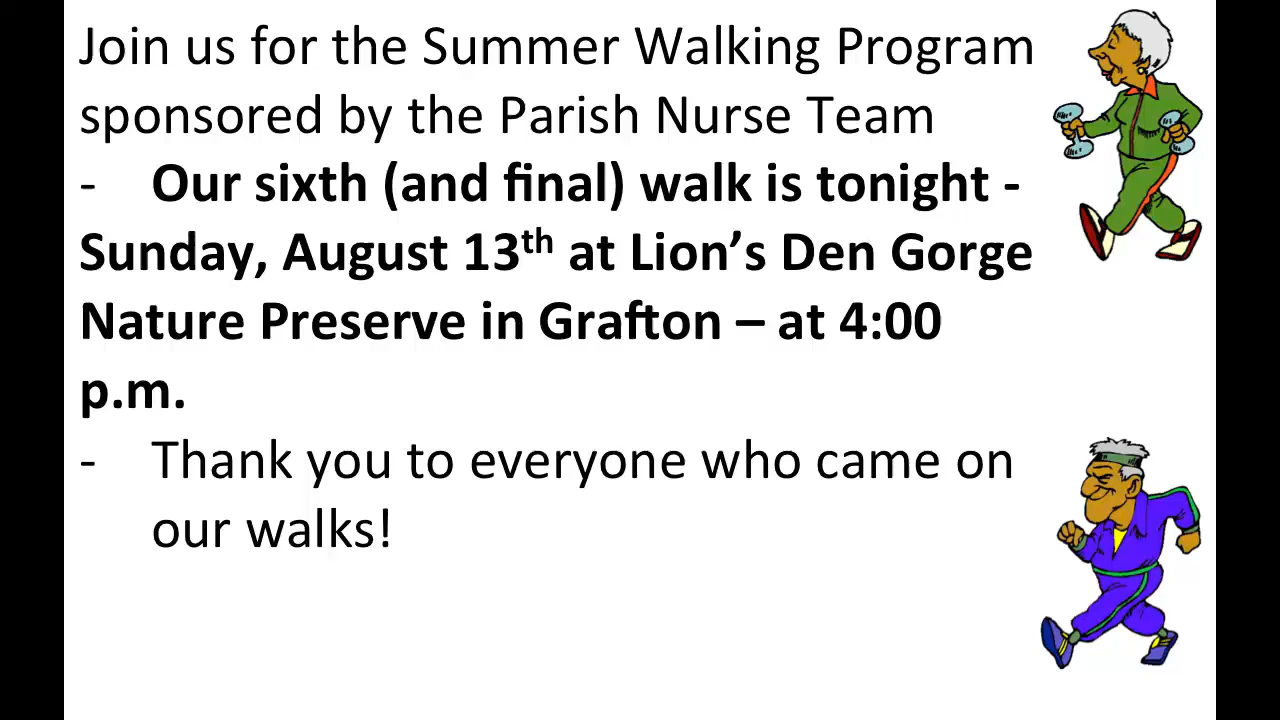 Join us for the Summer Walking Program
sponsored by the Parish Nurse Team
- Our sixth (and final) walk is tonight -
Sunday, August 13th at Lion’s Den Gorge
Nature Preserve in Grafton – at 4:00
p.m.
- Thank you to everyone who came on
our walks!